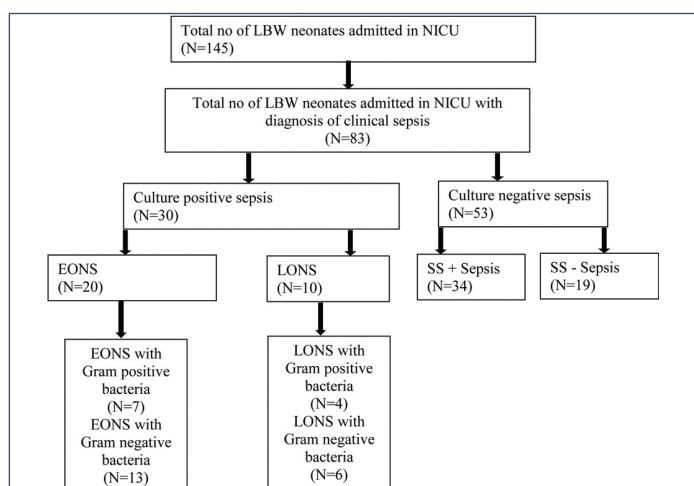 Total no of LBW neonates admitted in NICU
(N=145)
Total no of LBW neonates admitted in NICU with
diagnosis of clinical sepsis
(N=83)
Culture positive sepsis
(N=30)
Culture negative sepsis
(N=53)
EONS
(N=20)
LONS
(N=10)
SS + Sepsis
(N=34)
SS - Sepsis
(N=19)
EONS with
Gram positive
bacteria
(N=7)
EONS with
Gram negative
bacteria
(N=13)
LONS with
Gram positive
bacteria
(N=4)
LONS with
Gram negative
bacteria
(N=6)